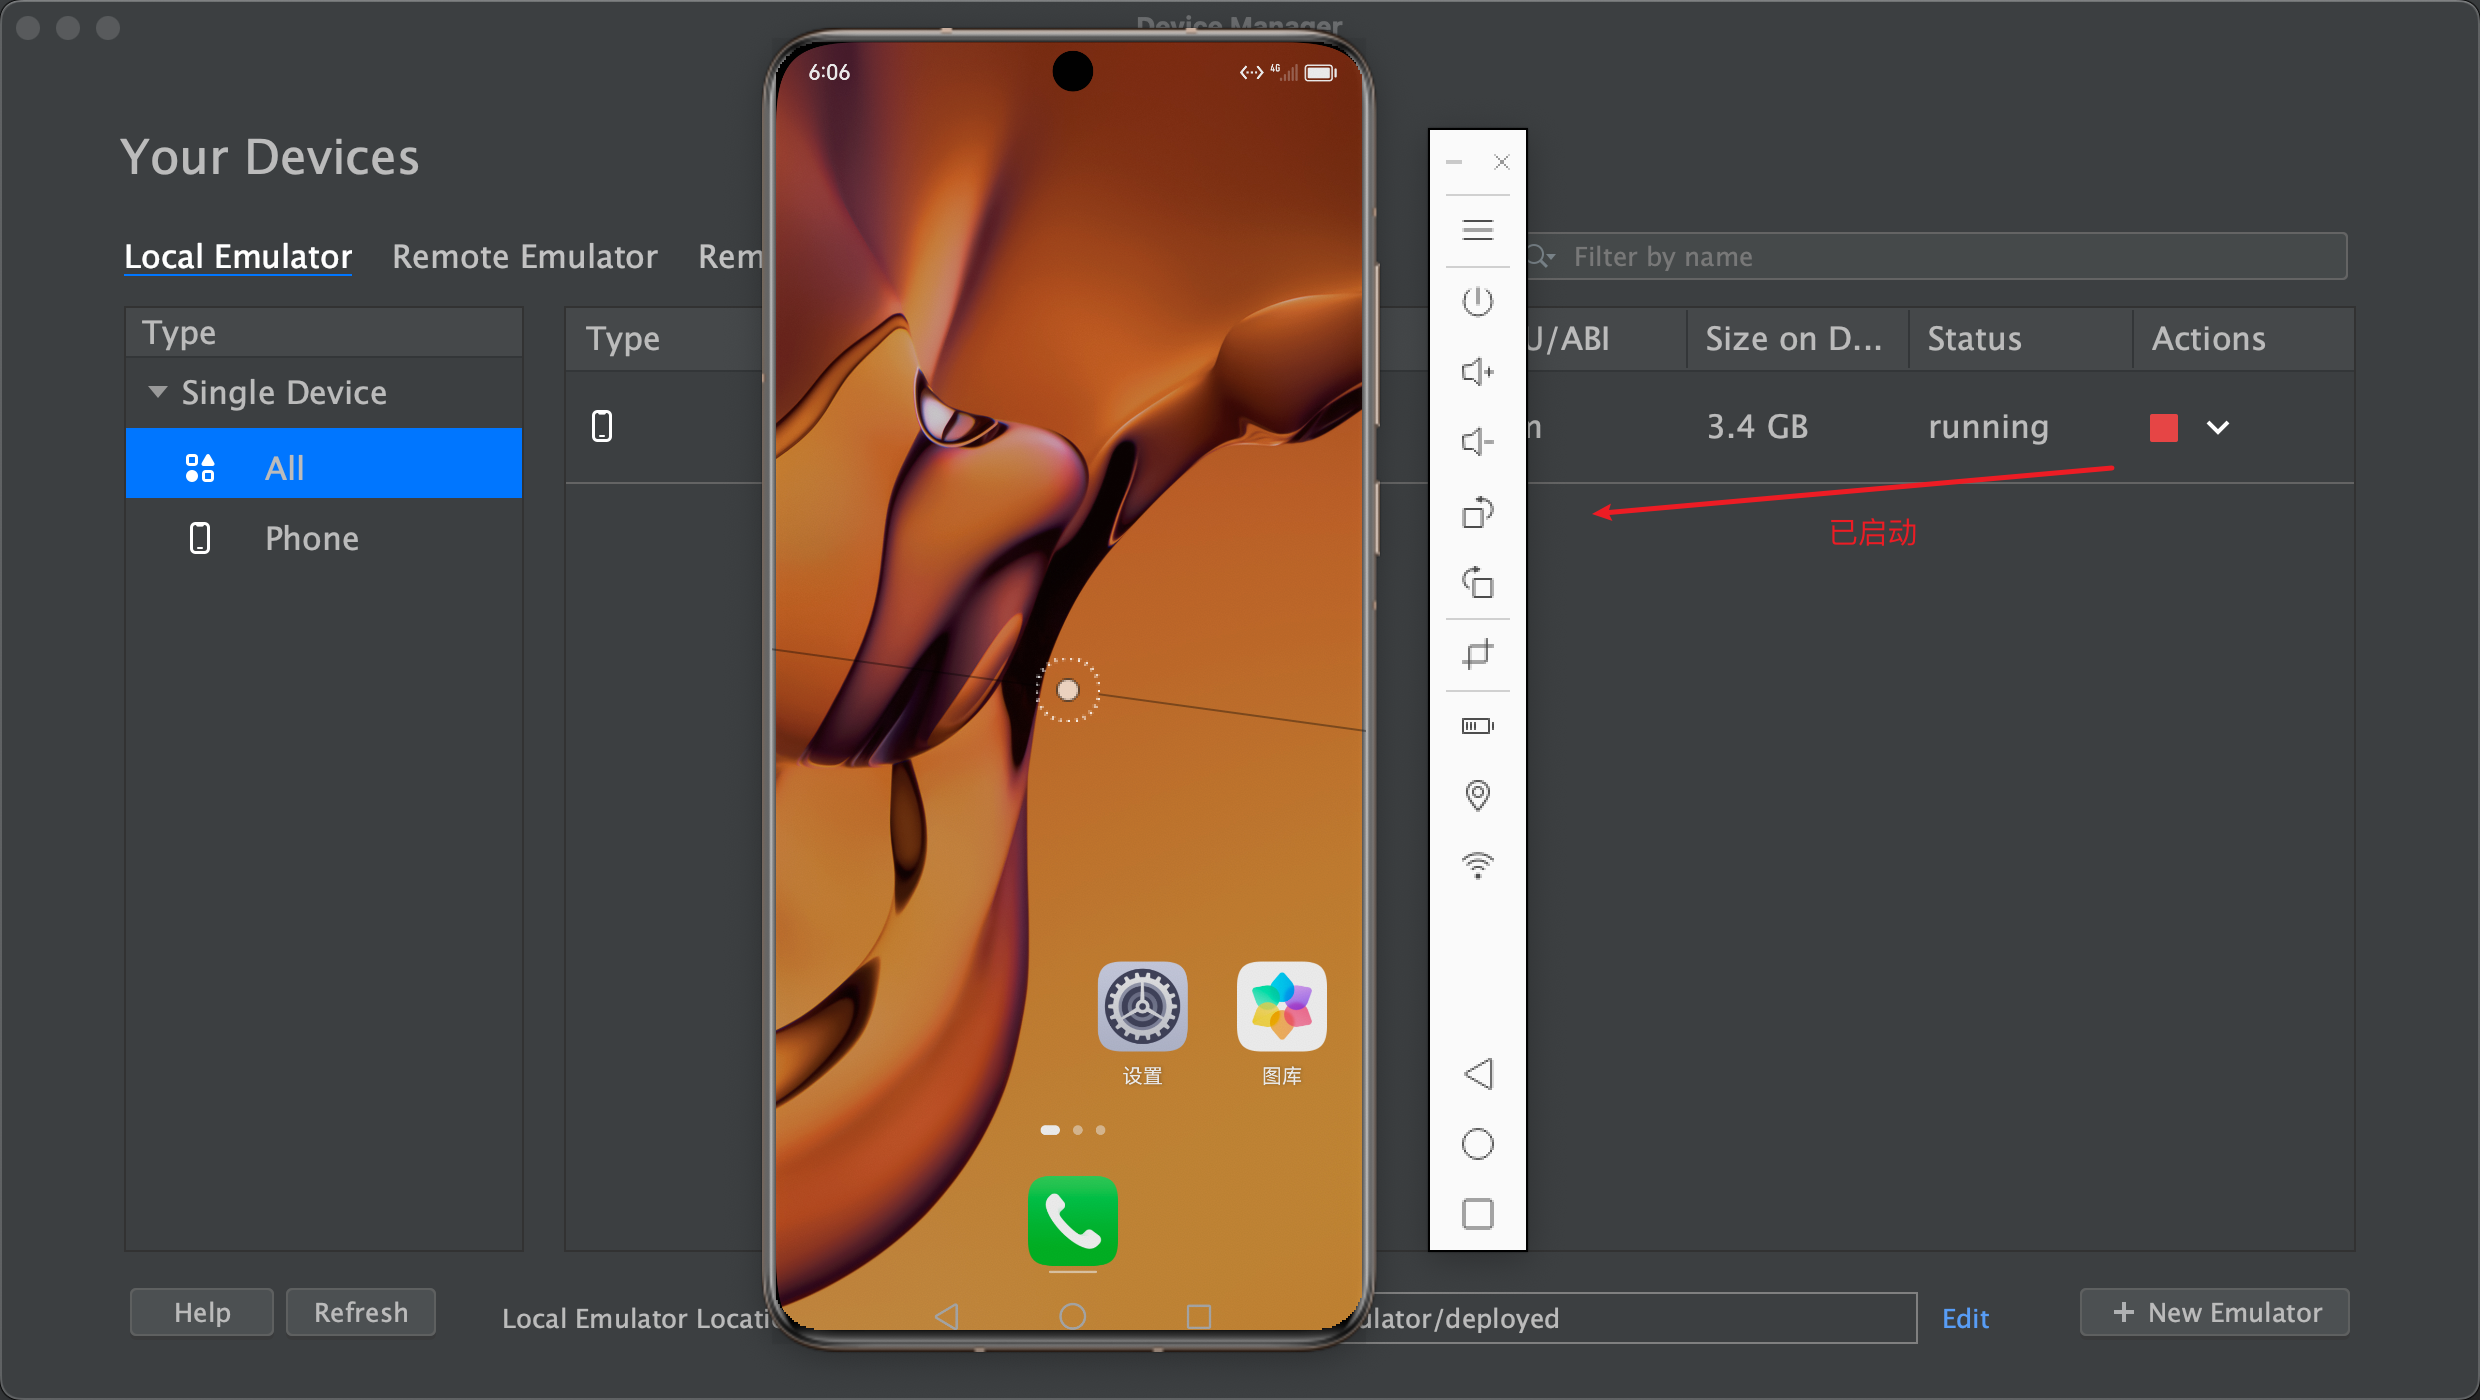 Device Manager
6:06
4G
Your Devices
Local Emulator Remote Emulator Rem
Filter by name
Type
Single Device
All
Phone
Type U/ABI Size on D... Status Actions
m 3.4 GB running
已启动
设置 图库
Help Refresh Local Emulator Locati ulator/deployed Edit + New Emulator